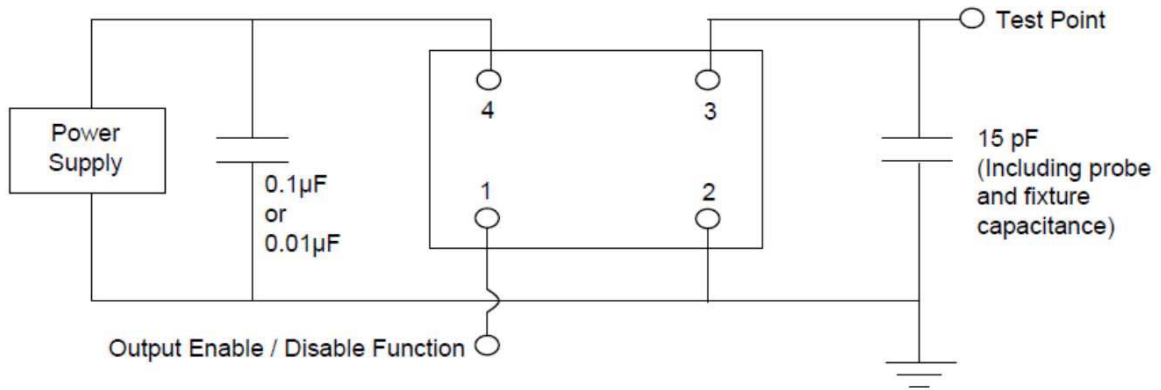 Test Point
4
3
Power
Supply
15 pF
(Including probe
and fixture
capacitance)
0.1µF
or
0.01µF
1
2
Output Enable / Disable Function